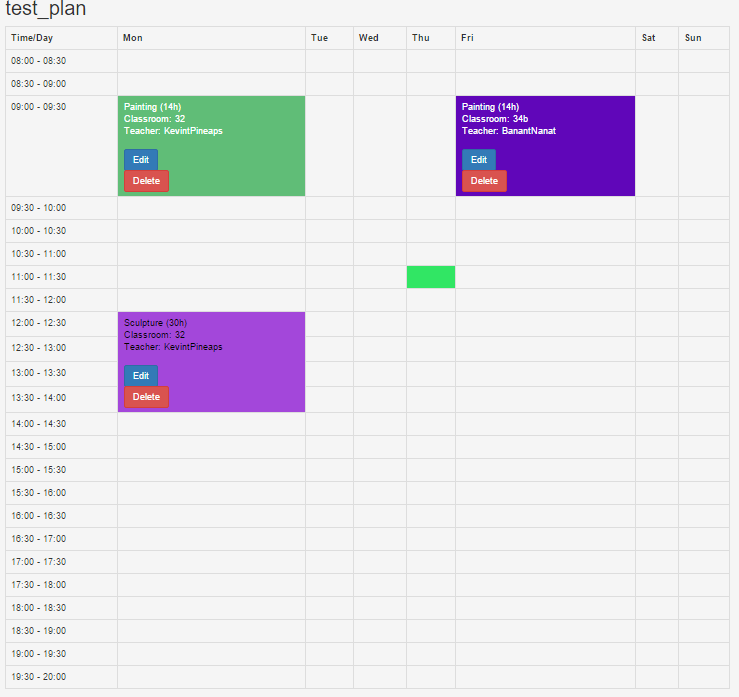 test_plan
Time/Day Mon Tue Wed Thu Fri Sat Sun
08:00 - 08:30
08:30 - 09:00
09:00 - 09:30
Painting (14h)
Classroom: 32
Teacher: KevintPineaps
Edit
Delete
Painting (14h)
Classroom: 34b
Teacher: BanantNanat
Edit
Delete
09:30 - 10:00
10:00 - 10:30
10:30 - 11:00
11:00 - 11:30
11:30 - 12:00
12:00 - 12:30
12:30 - 13:00
13:00 - 13:30
13:30 - 14:00
Sculpture (30h)
Classroom: 32
Teacher: KevintPineaps
Edit
Delete
14:00 - 14:30
14:30 - 15:00
15:00 - 15:30
15:30 - 16:00
16:00 - 16:30
16:30 - 17:00
17:00 - 17:30
17:30 - 18:00
18:00 - 18:30
18:30 - 19:00
19:00 - 19:30
19:30 - 20:00